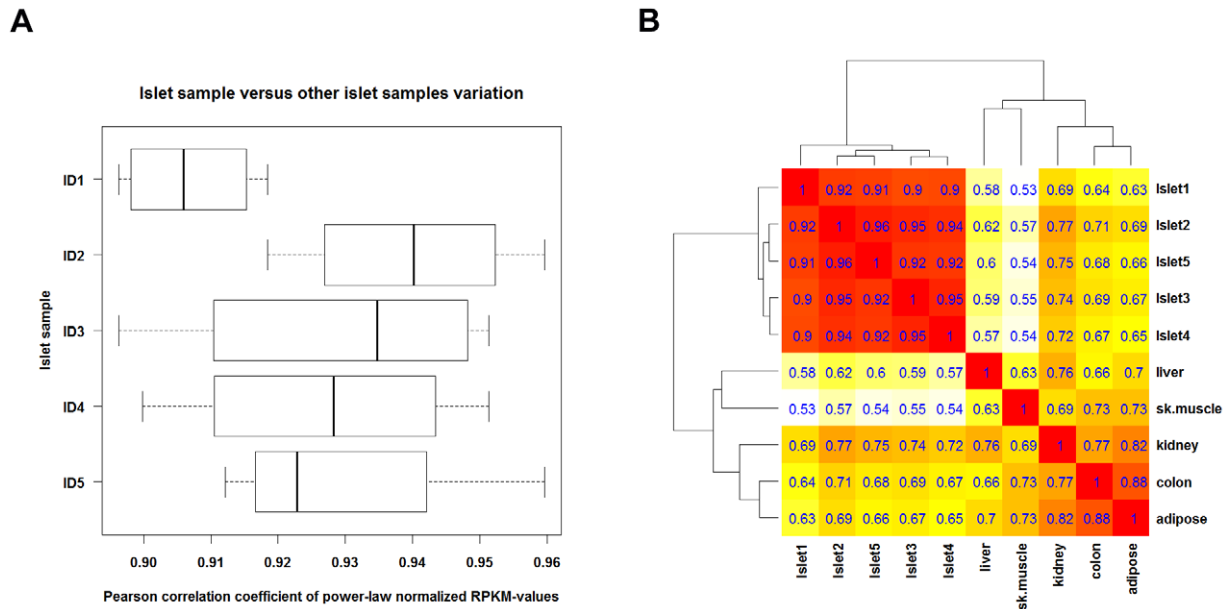 A
B
Islet sample versus other islet samples variation
Islet sample
ID1
ID2
ID3
ID4
ID5
0.90 0.91 0.92 0.93 0.94 0.95 0.96
Pearson correlation coefficient of power-law normalized RPKM-values
1 0.92 0.91 0.9 0.9 0.58 0.53 0.69 0.64 0.63 Islet1
0.92 1 0.96 0.95 0.94 0.62 0.57 0.77 0.71 0.69 Islet2
0.91 0.96 1 0.92 0.92 0.6 0.54 0.75 0.68 0.66 Islet5
0.9 0.95 0.92 1 0.95 0.59 0.55 0.74 0.69 0.67 Islet3
0.9 0.94 0.92 0.95 1 0.57 0.54 0.72 0.67 0.65 Islet4
0.58 0.62 0.6 0.59 0.57 1 0.63 0.76 0.66 0.7 liver
0.53 0.57 0.54 0.55 0.54 0.63 1 0.69 0.73 0.73 sk.muscle
0.69 0.77 0.75 0.74 0.72 0.76 0.69 1 0.77 0.82 kidney
0.64 0.71 0.68 0.69 0.67 0.66 0.73 0.77 1 0.88 colon
0.63 0.69 0.66 0.67 0.65 0.7 0.73 0.82 0.88 1 adipose
Islet1 Islet2 Islet5 Islet3 Islet4 liver sk.muscle kidney colon adipose